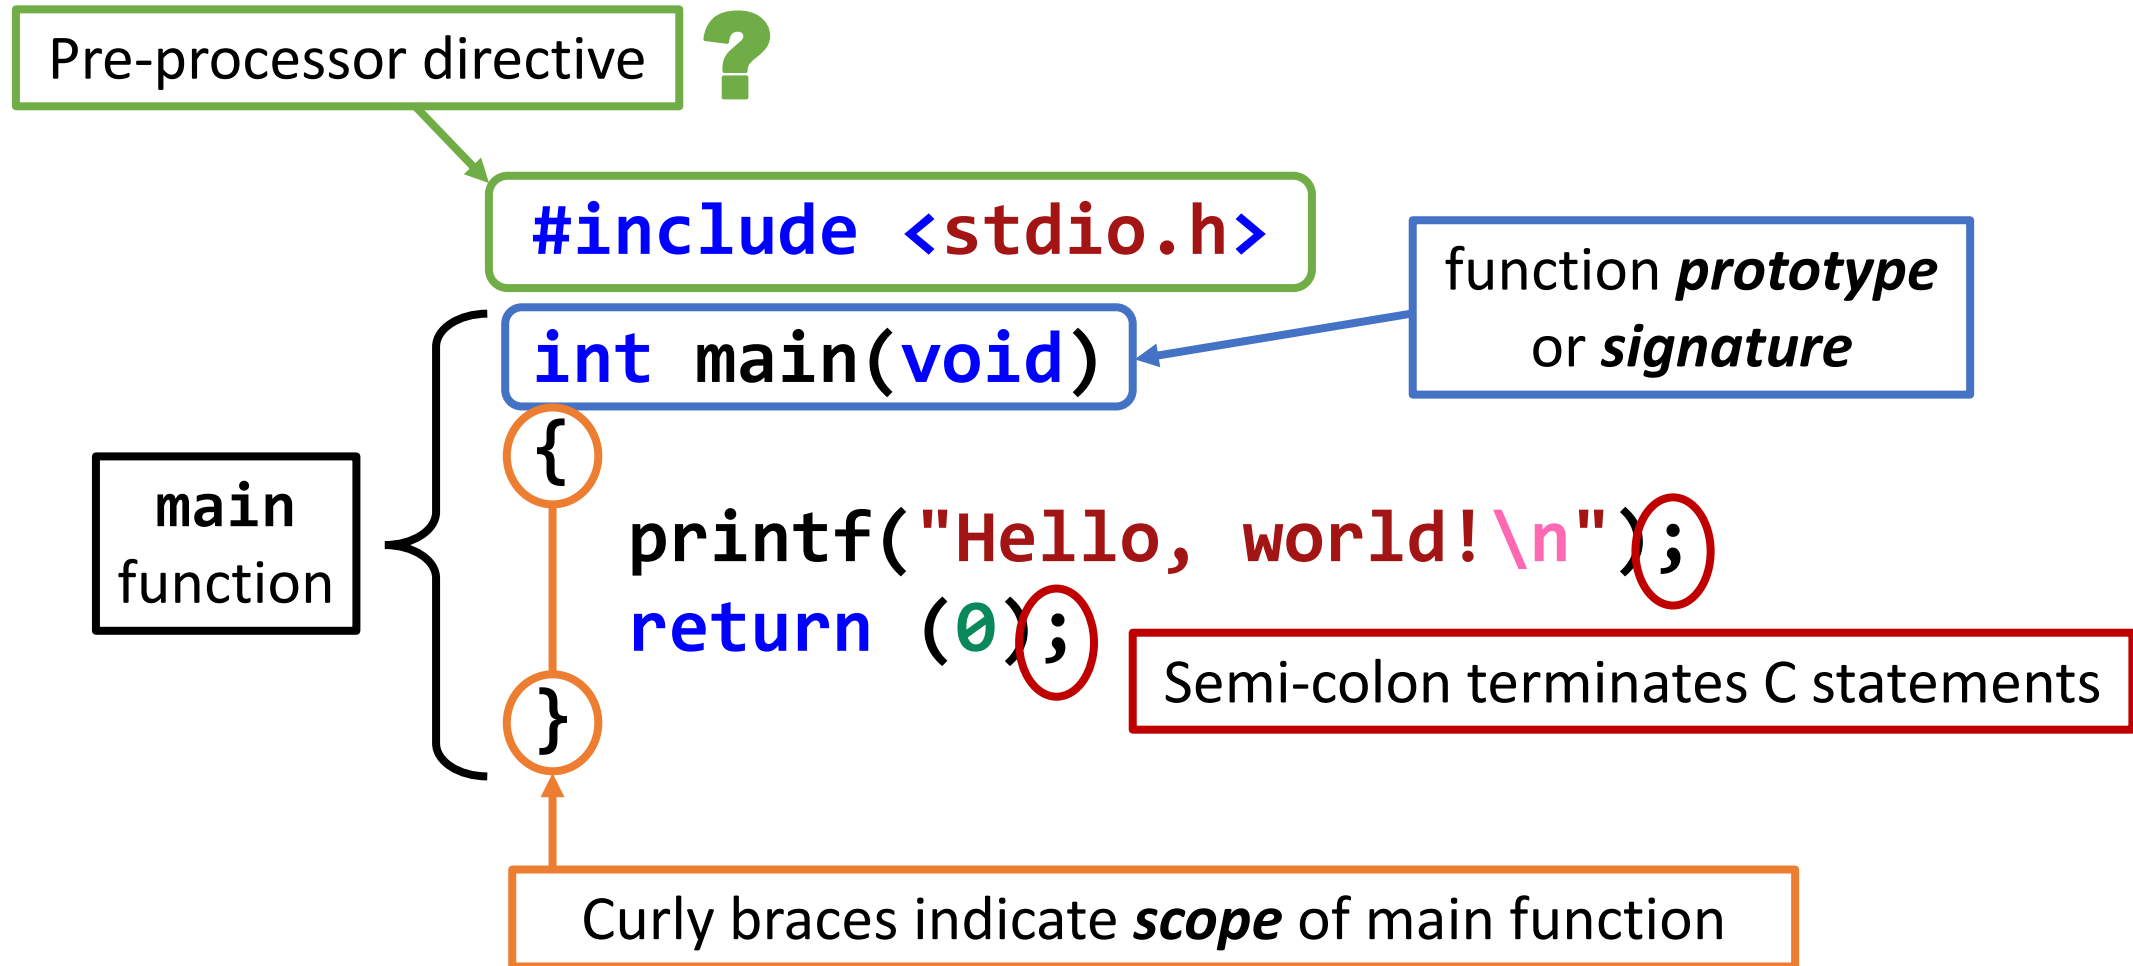 Pre-processor directive ?
#include <stdio.h>
function prototype
or signature
int main(void)
{
main
function
printf("Hello, world!\n");
return (0);
Semi-colon terminates C statements
}
Curly braces indicate scope of main function